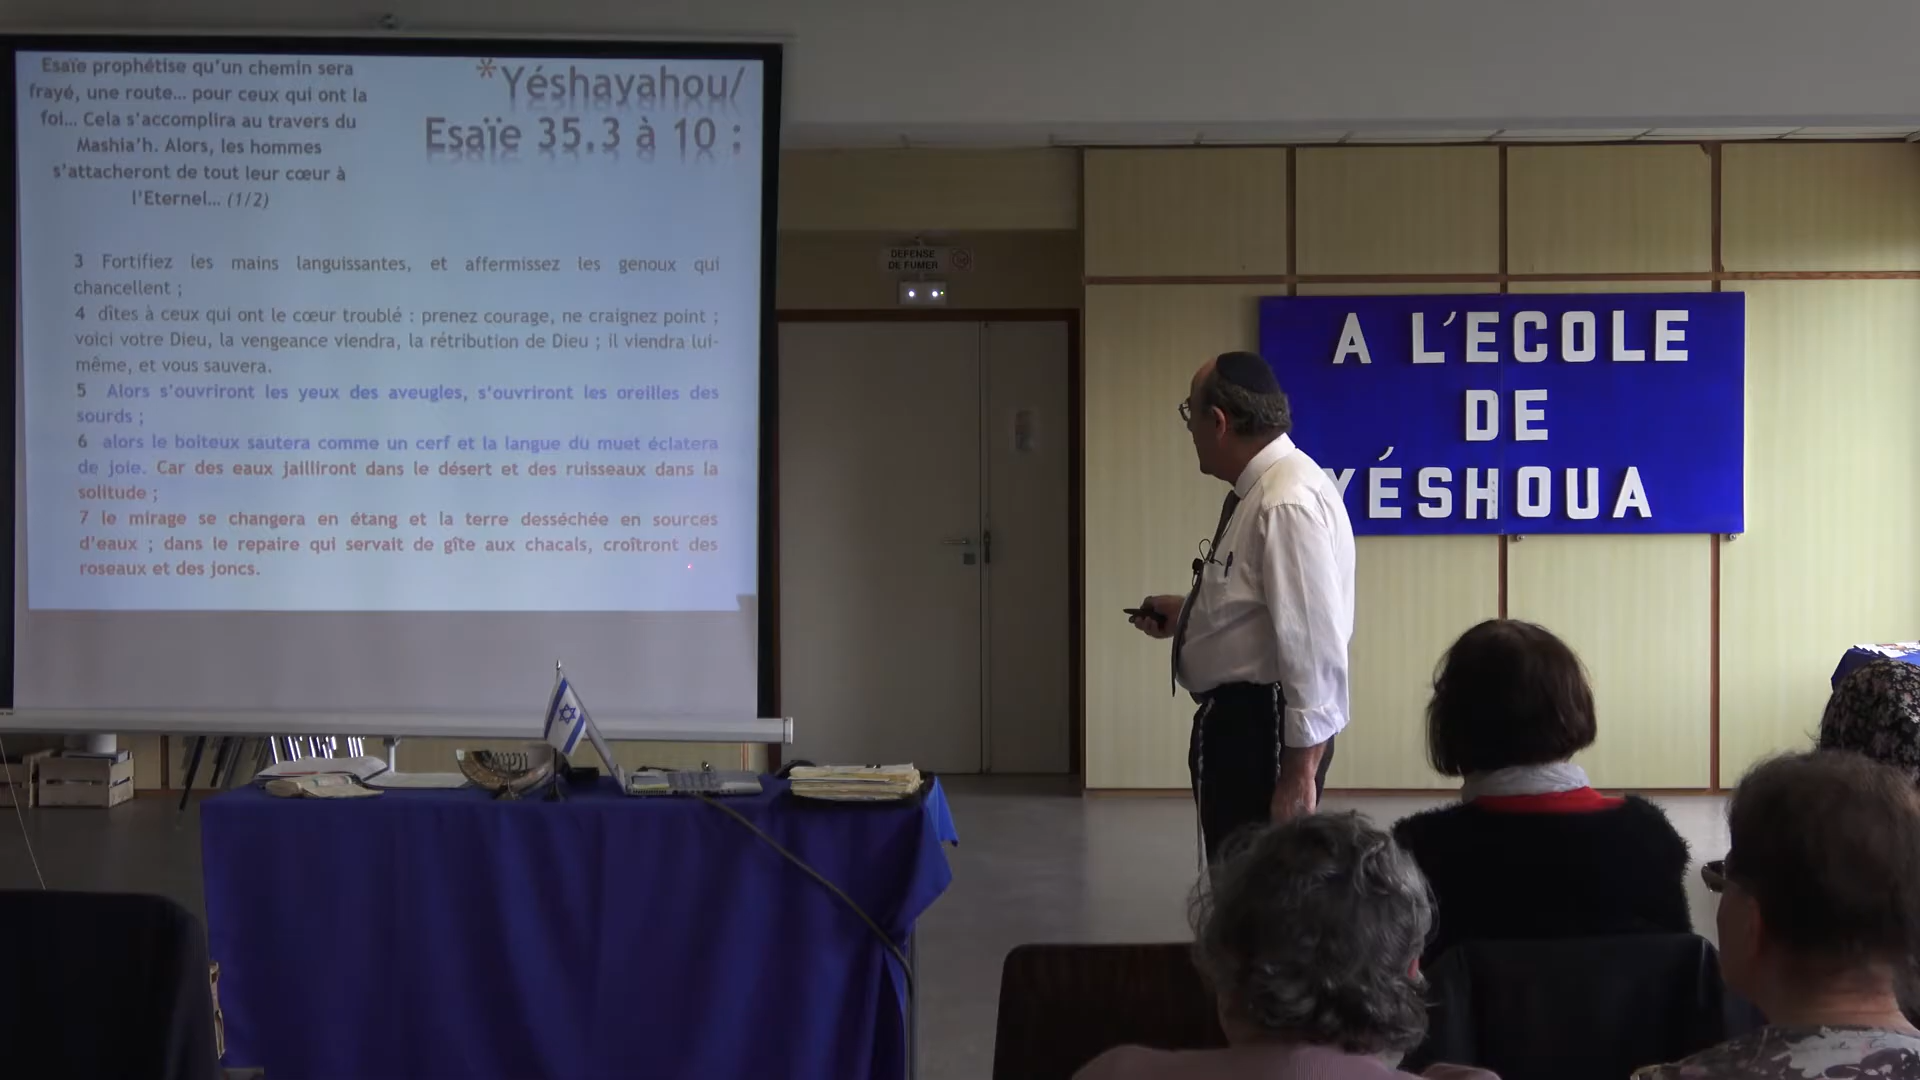 Esaïe prophétise qu'un chemin sera
frayé, une route... pour ceux qui ont la
foi... Cela s'accomplira au travers du
Mashia'h. Alors, les hommes
s'attacheront de tout leur cœur à
l'Eternel... (1/2)
*Yéshayahou/
Esaïe 35.3 à 10 :
3 Fortifiez les mains languissantes, et affermissez les genoux qui
chancellent ;
4 dîtes à ceux qui ont le cœur troublé : prenez courage, ne craignez point ;
voici votre Dieu, la vengeance viendra, la rétribution de Dieu ; il viendra lui-
même, et vous sauvera.
5 Alors s'ouvriront les yeux des aveugles, s'ouvriront les oreilles des
sourds ;
6 alors le boiteux sautera comme un cerf et la langue du muet éclatera
de joie. Car des eaux jailliront dans le désert et des ruisseaux dans la
solitude ;
7 le mirage se changera en étang et la terre desséchée en sources
d'eaux ; dans le repaire qui servait de gîte aux chacals, croîtront des
roseaux et des joncs.
DEFENSE
DE FUMER
A L'ECOLE
DE
YÉSHOUA